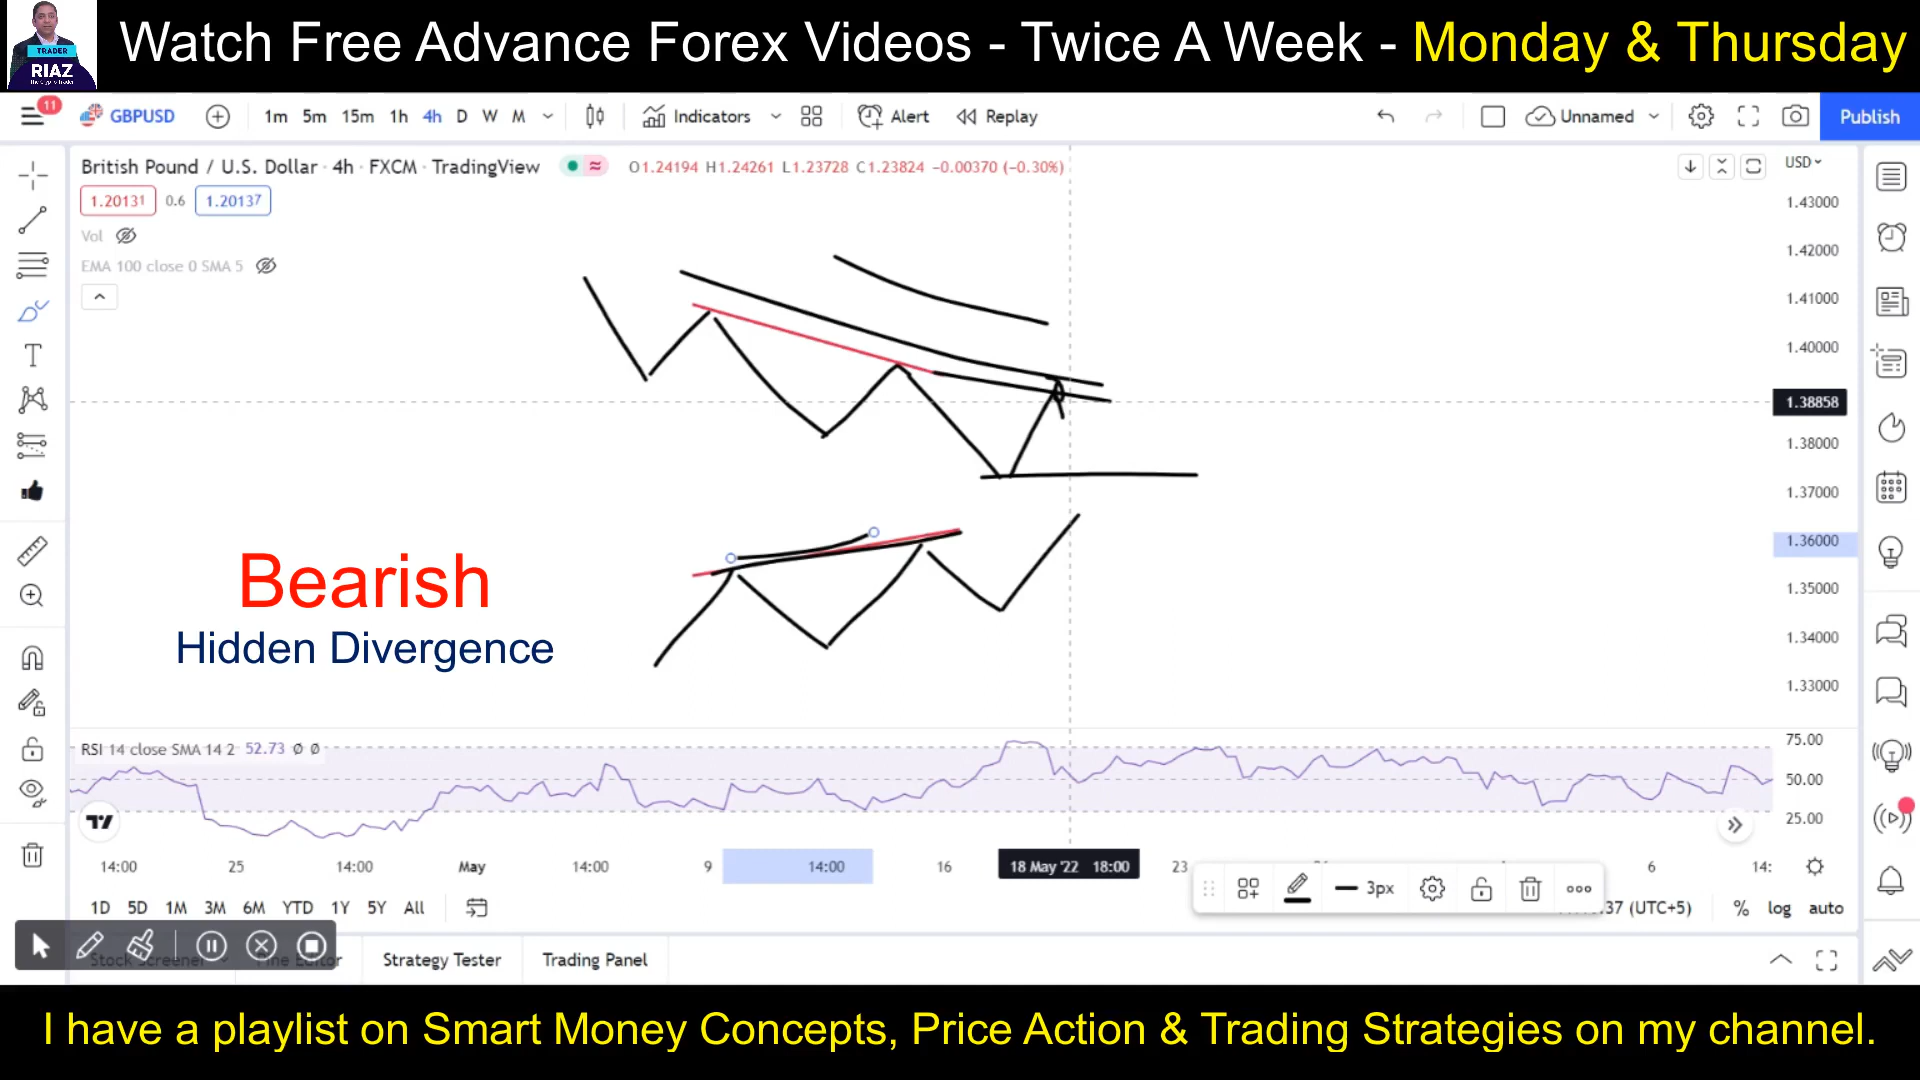 Watch Free Advance Forex Videos - Twice A Week - Monday & Thursday
TRADER
RIAZ
11
GBPUSD
1m 5m 15m 1h 4h D W M
Indicators
Alert
Replay
Unnamed
Publish
British Pound / U.S. Dollar · 4h · FXCM · TradingView
O1.24194 H1.24261 L1.23728 C1.23824 −0.00370 (−0.30%)
USD
1.20131 0.6 1.20137
Vol
EMA 100 close 0 SMA 5
1.43000
1.42000
1.41000
1.40000
1.38858
1.38000
1.37000
1.36000
1.35000
1.34000
1.33000
Bearish
Hidden Divergence
RSI 14 close SMA 14 2 52.73 Ø Ø
75.00
50.00
25.00
14:00 25 14:00 May 14:00 9 14:00 16 18 May '22 18:00 23 6 14:
3px
1D 5D 1M 3M 6M YTD 1Y 5Y All
:37 (UTC+5) % log auto
Stock Screener Pine Editor Strategy Tester Trading Panel
I have a playlist on Smart Money Concepts, Price Action & Trading Strategies on my channel.